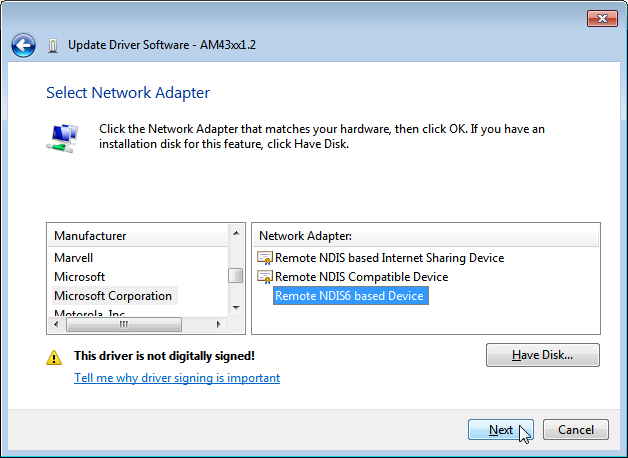 Update Driver Software - AM43xx1.2
Select Network Adapter
Click the Network Adapter that matches your hardware, then click OK. If you have an
installation disk for this feature, click Have Disk.
Manufacturer
Marvell
Microsoft
Microsoft Corporation
Motorola, Inc.
Network Adapter:
Remote NDIS based Internet Sharing Device
Remote NDIS Compatible Device
Remote NDIS6 based Device
This driver is not digitally signed!
Tell me why driver signing is important
Have Disk...
Next
Cancel